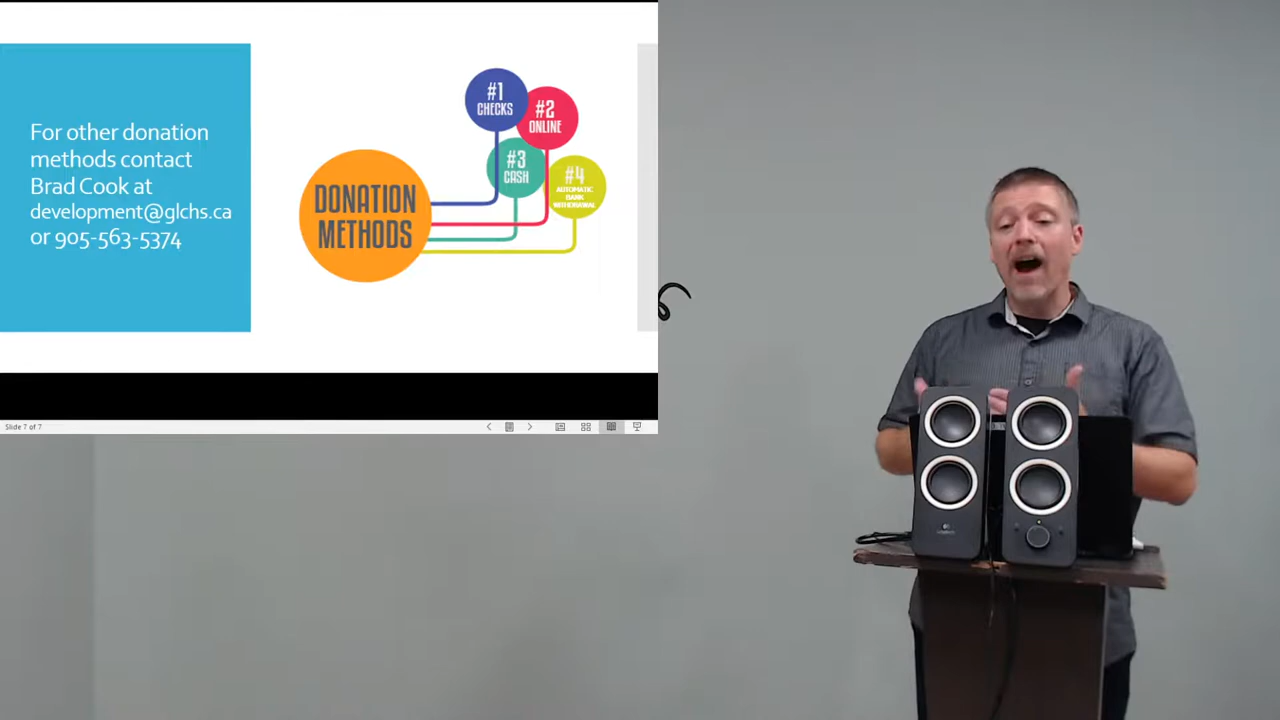 For other donation
methods contact
Brad Cook at
development@glchs.ca
or 905-563-5374
DONATION
METHODS
#1
CHECKS
#2
ONLINE
#3
CASH
#4
AUTOMATIC
BANK
WITHDRAWAL
Slide 7 of 7